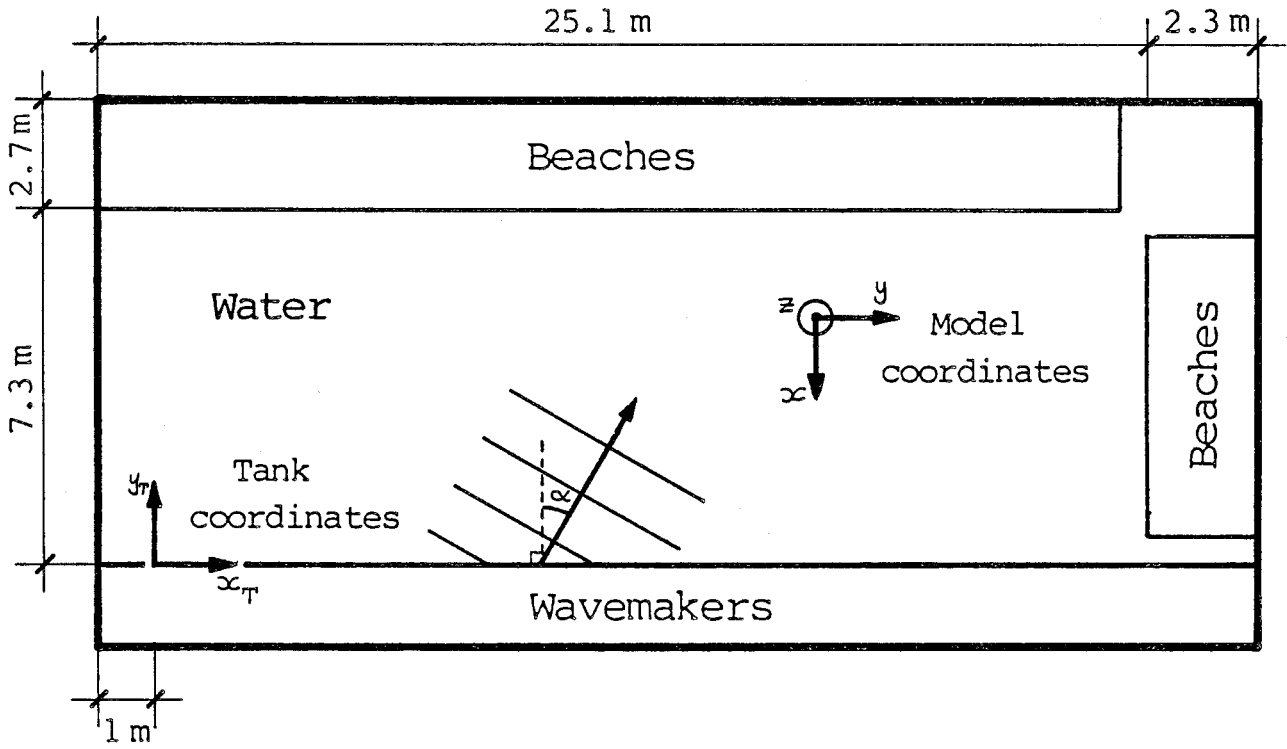 25.1 m
2.3 m
2.7 m
Beaches
Water
z
y
Model
coordinates
x
7.3 m
Beaches
Tank
coordinates
y_T
α
x_T
Wavemakers
1 m